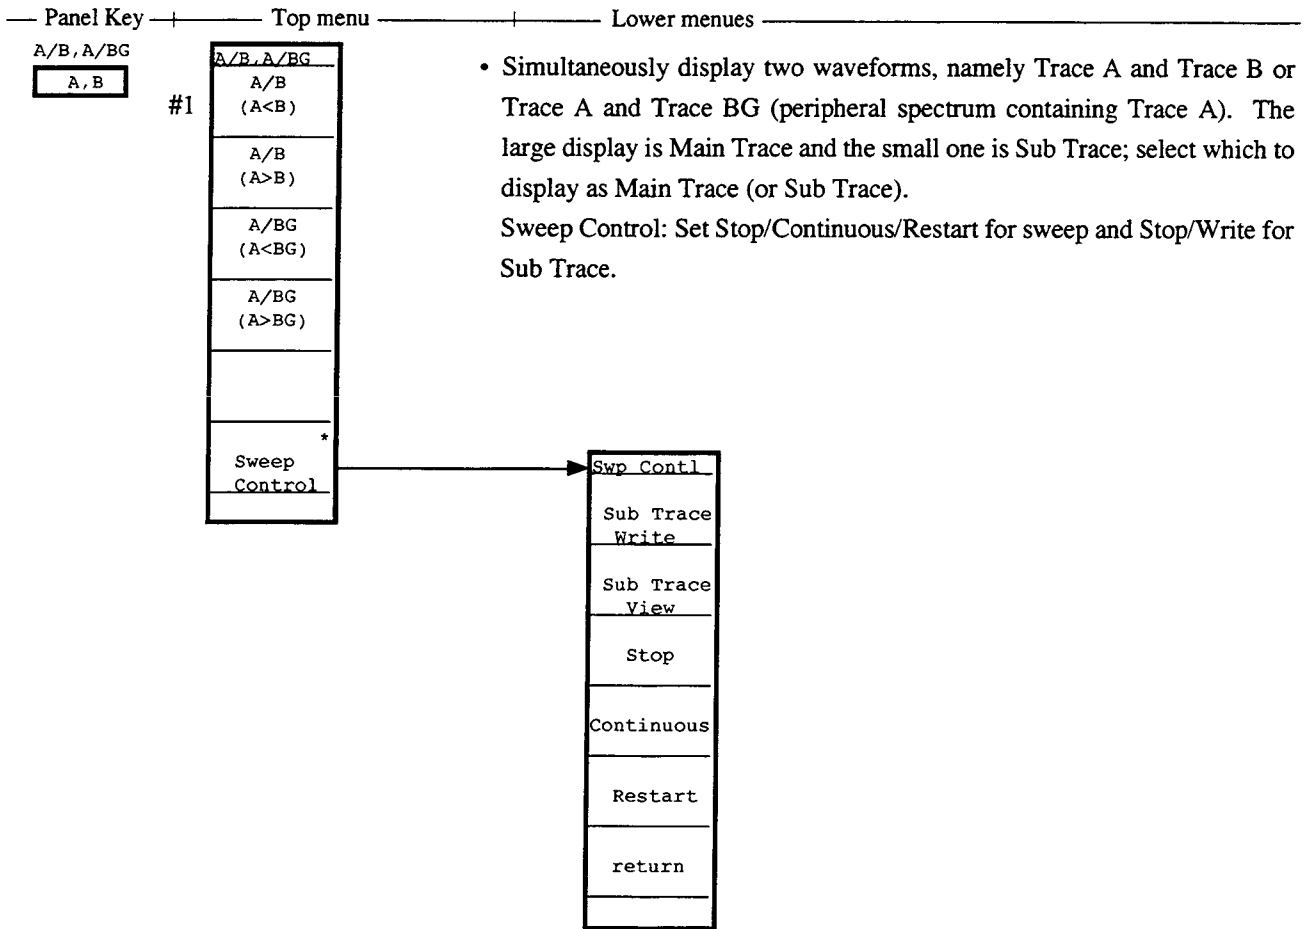 Panel Key
Top menu
Lower menues
A/B,A/BG
A,B
#1
A/B,A/BG
A/B
(A<B)
A/B
(A>B)
A/BG
(A<BG)
A/BG
(A>BG)
*
Sweep
Control
• Simultaneously display two waveforms, namely Trace A and Trace B or
Trace A and Trace BG (peripheral spectrum containing Trace A). The
large display is Main Trace and the small one is Sub Trace; select which to
display as Main Trace (or Sub Trace).
Sweep Control: Set Stop/Continuous/Restart for sweep and Stop/Write for
Sub Trace.
Swp Contl
Sub Trace
Write
Sub Trace
View
Stop
Continuous
Restart
return